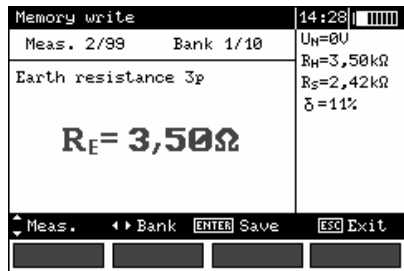 Memory write 14:28
Meas. 2/99 Bank 1/10
Earth resistance 3p
RE= 3,50Ω
UN=0V
RH=3,50kΩ
RS=2,42kΩ
δ=11%
Meas. Bank ENTER Save ESC Exit